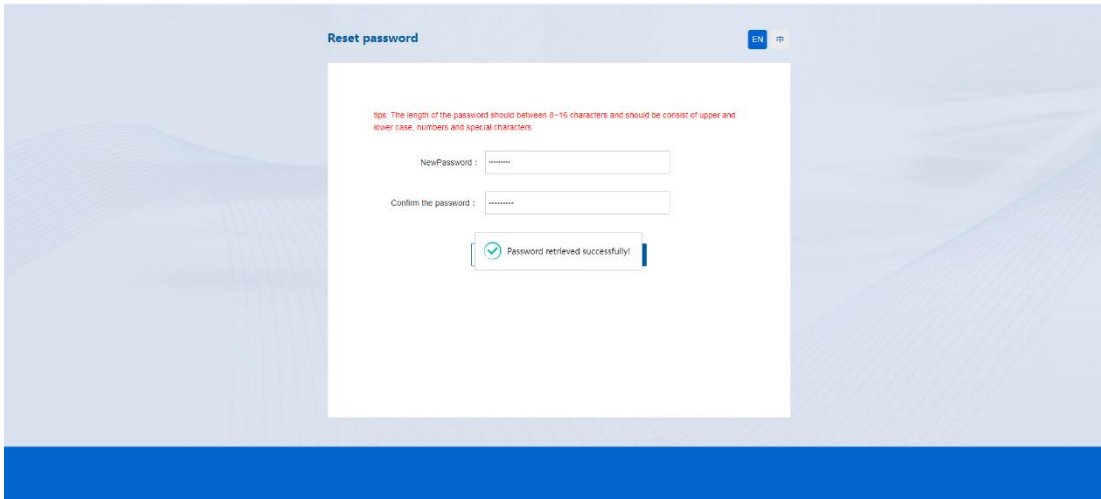 Reset password
EN 中
tips: The length of the password should between 8~16 characters and should be consist of upper and
lower case, numbers and special characters
NewPassword :
Confirm the password :
Password retrieved successfully!